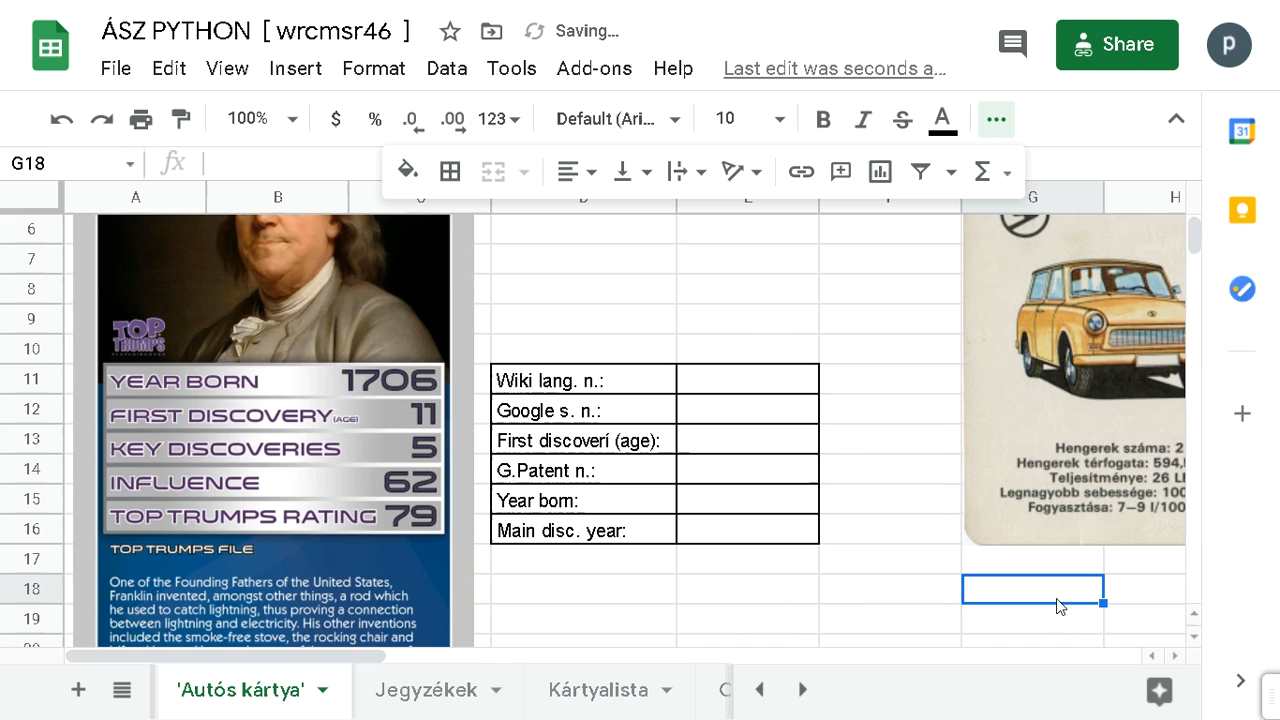 ÁSZ PYTHON [ wrcmsr46 ]
Saving...
Share
p
File Edit View Insert Format Data Tools Add-ons Help Last edit was seconds a...
100% $ % .0 .00 123 Default (Ari... 10 B I S A
G18 fx
A B D E G H
6
7
8
9
10
11
12
13
14
15
16
17
18
19
TOP
TRUMPS
YEAR BORN 1706
FIRST DISCOVERY (AGE) 11
KEY DISCOVERIES 5
INFLUENCE 62
TOP TRUMPS RATING 79
TOP TRUMPS FILE
One of the Founding Fathers of the United States,
Franklin invented, amongst other things, a rod which
he used to catch lightning, thus proving a connection
between lightning and electricity. His other inventions
included the smoke-free stove, the rocking chair and
Wiki lang. n.:
Google s. n.:
First discoverí (age):
G.Patent n.:
Year born:
Main disc. year:
Hengerek száma: 2
Hengerek térfogata: 594,
Teljesítménye: 26 L
Legnagyobb sebessége: 100
Fogyasztása: 7–9 l/100
31
'Autós kártya' Jegyzékek Kártyalista